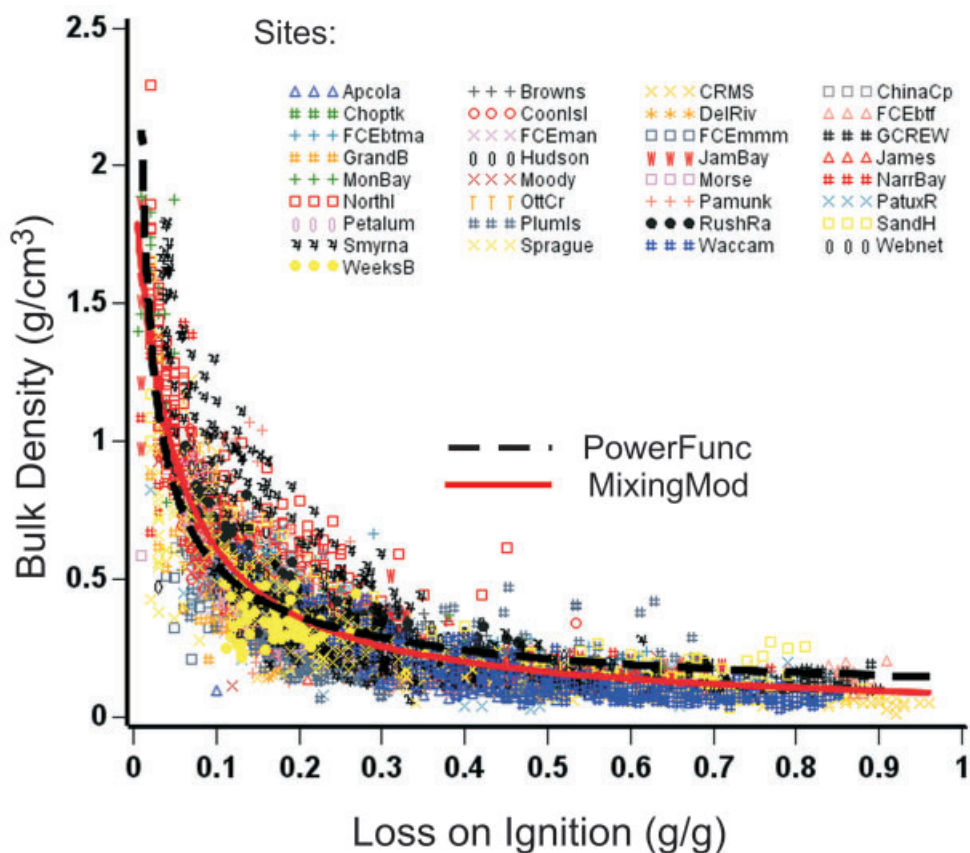 Sites:
Apcola Browns CRMS ChinaCp
Choptk CoonIsl DelRiv FCEbtf
FCEbtma FCEman FCEmmm GCREW
GrandB Hudson JamBay James
MonBay Moody Morse NarrBay
NorthI OttCr Pamunk PatuxR
Petalum PlumIs RushRa SandH
Smyrna Sprague Waccam Webnet
WeeksB
PowerFunc
MixingMod
Bulk Density (g/cm³)
2.5
2
1.5
1
0.5
0
0 0.1 0.2 0.3 0.4 0.5 0.6 0.7 0.8 0.9 1
Loss on Ignition (g/g)